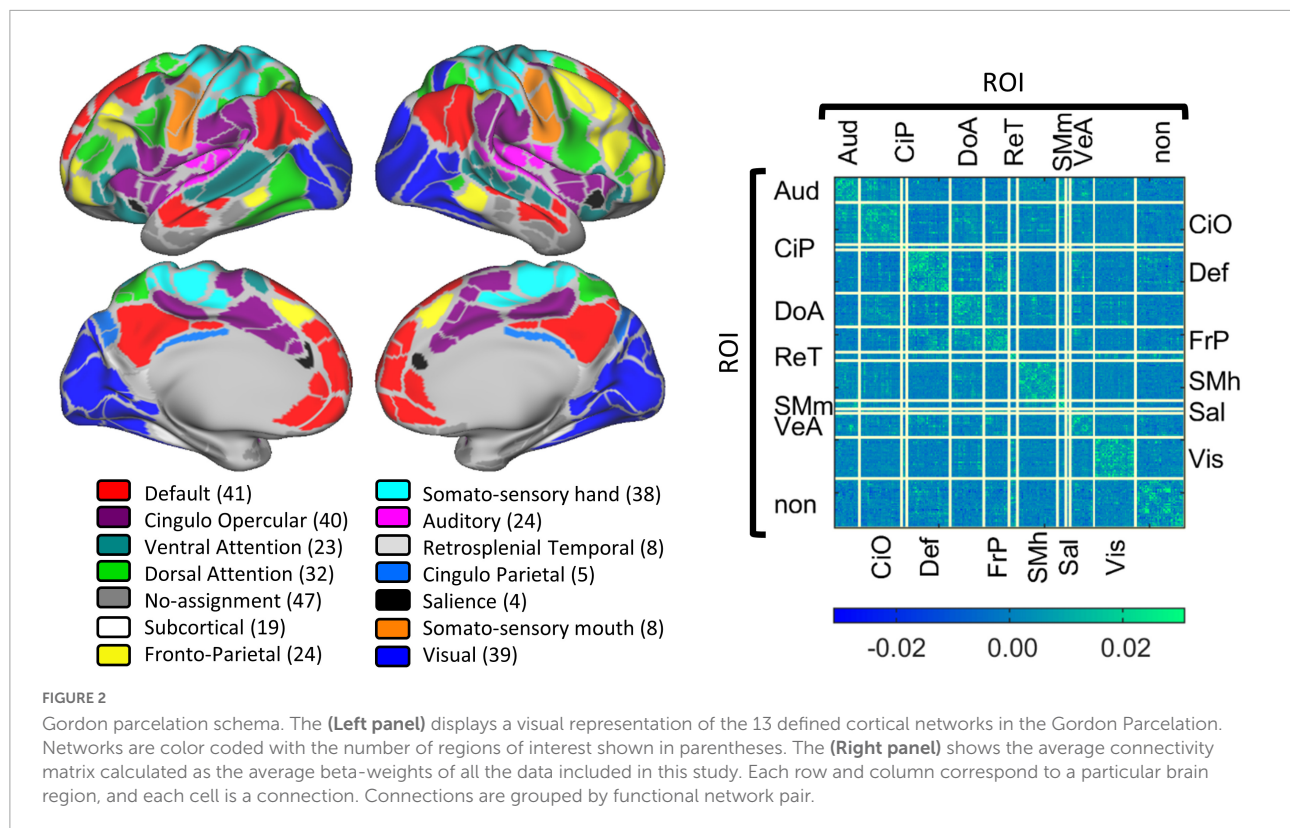 ROI
Aud
CiP
DoA
ReT
SMm
VeA
non
ROI
Aud
CiP
DoA
ReT
SMm
VeA
non
CiO
Def
FrP
SMh
Sal
Vis
CiO
Def
FrP
SMh
Sal
Vis
-0.02
0.00
0.02
Default (41)
Cingulo Opercular (40)
Ventral Attention (23)
Dorsal Attention (32)
No-assignment (47)
Subcortical (19)
Fronto-Parietal (24)
Somato-sensory hand (38)
Auditory (24)
Retrosplenial Temporal (8)
Cingulo Parietal (5)
Salience (4)
Somato-sensory mouth (8)
Visual (39)
FIGURE 2
Gordon parcelation schema. The (Left panel) displays a visual representation of the 13 defined cortical networks in the Gordon Parcelation.
Networks are color coded with the number of regions of interest shown in parentheses. The (Right panel) shows the average connectivity
matrix calculated as the average beta-weights of all the data included in this study. Each row and column correspond to a particular brain
region, and each cell is a connection. Connections are grouped by functional network pair.